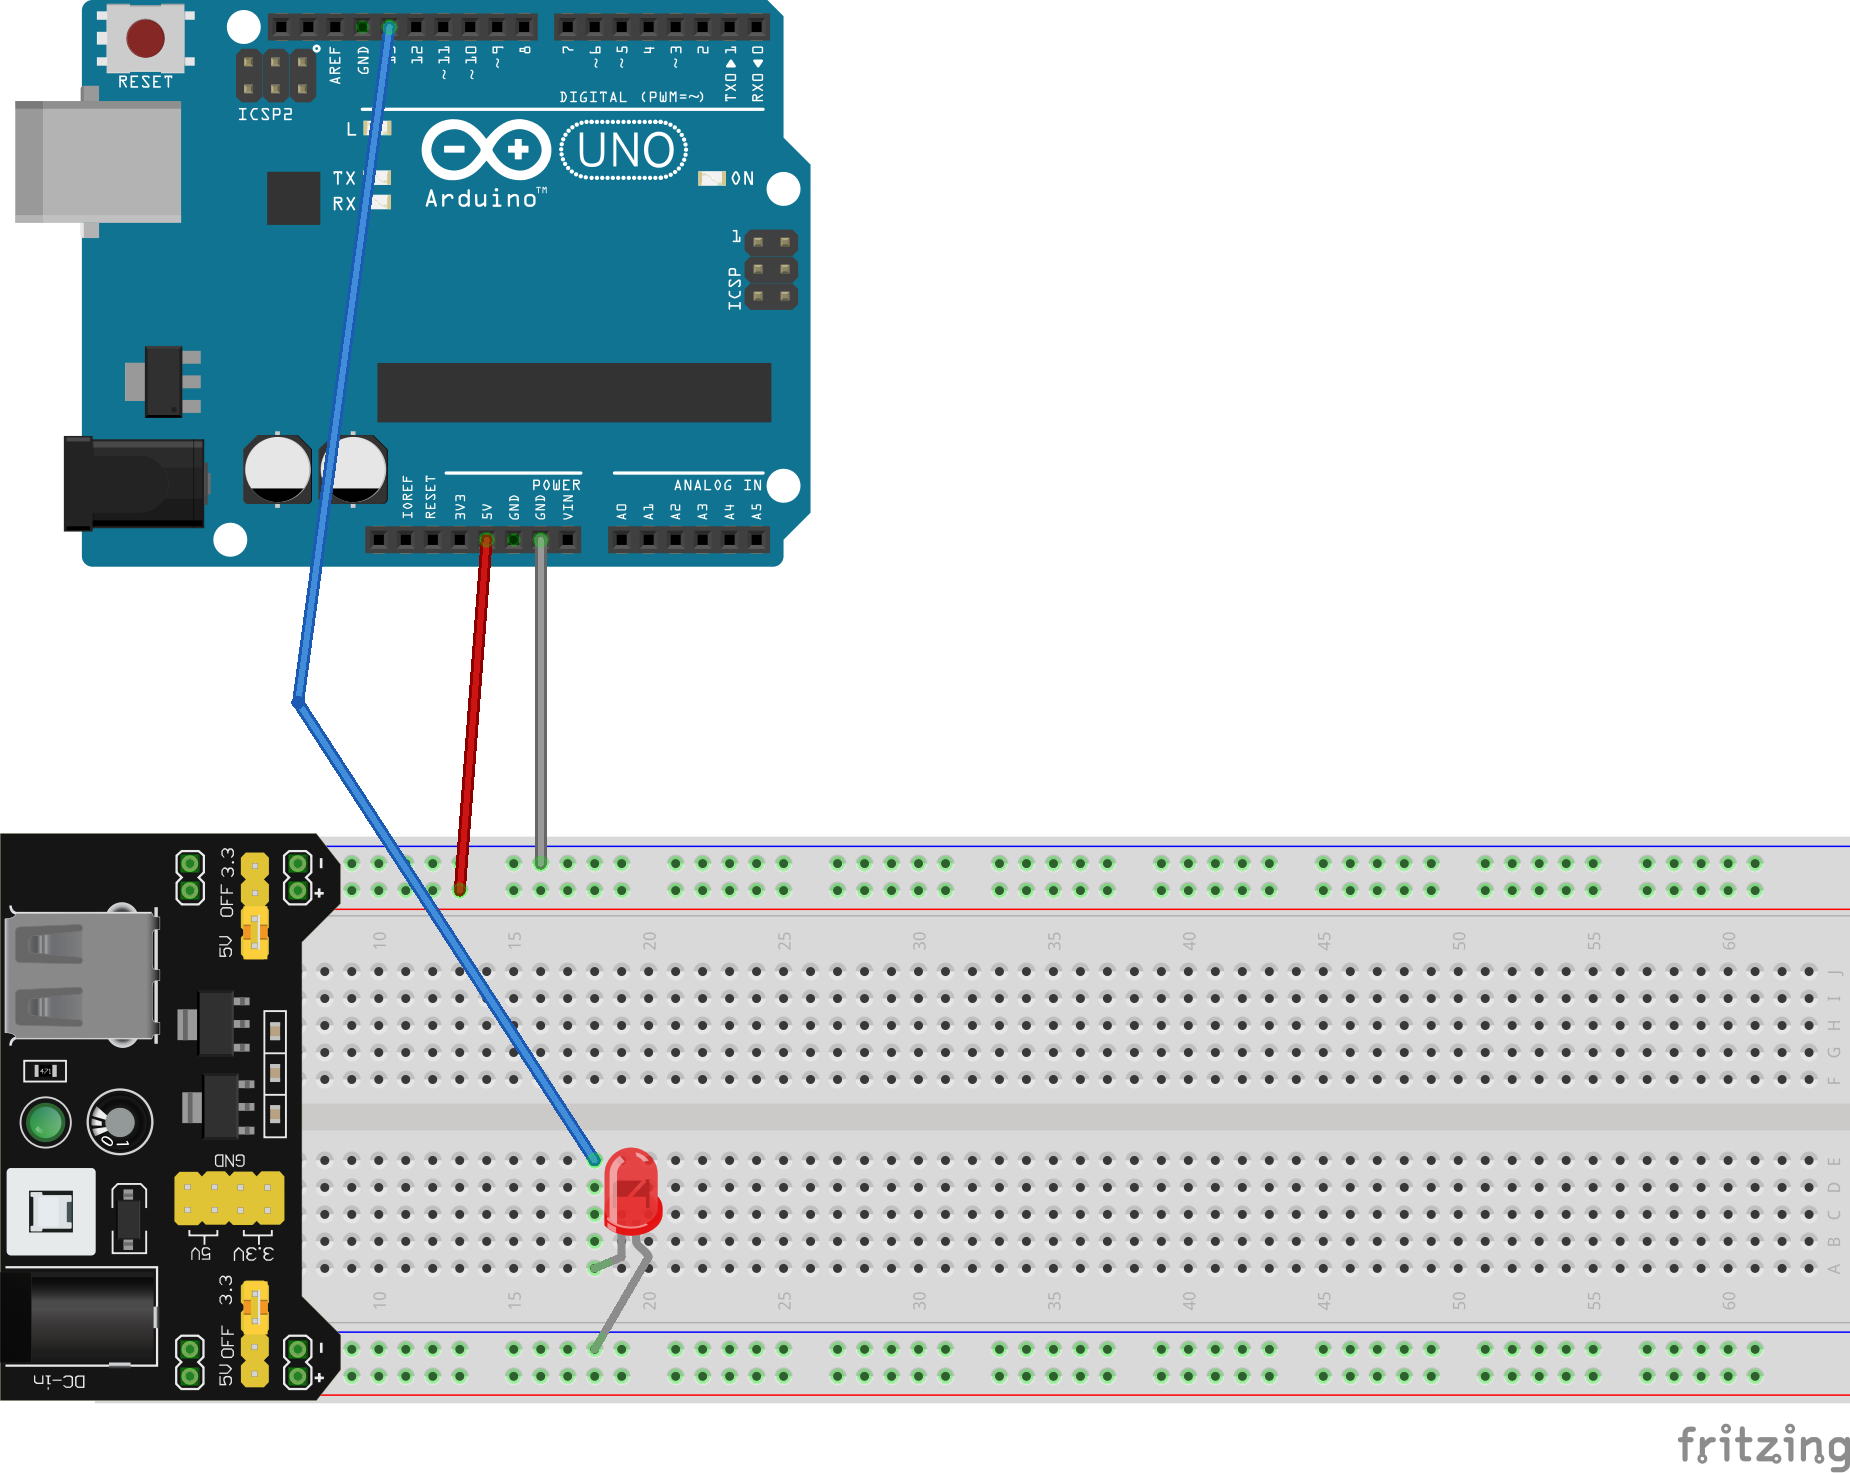 RESET
ICSP2
AREF
GND
13
12
~11
~10
~9
8
7
~6
~5
4
~3
2
TX0▶1
RX0◀0
DIGITAL (PWM=~)
L
TX
RX
Arduino™
UNO
ON
1
ICSP
IOREF
RESET
3V3
5V
GND
GND
VIN
POWER
ANALOG IN
A0
A1
A2
A3
A4
A5
3.3
OFF
5V
-
+
10 15 20 25 30 35 40 45 50 55 60
J
I
H
G
F
471
10
GND
5V
3.3V
E
D
C
B
A
10 15 20 25 30 35 40 45 50 55 60
3.3
OFF
5V
-
+
DC-in
fritzing